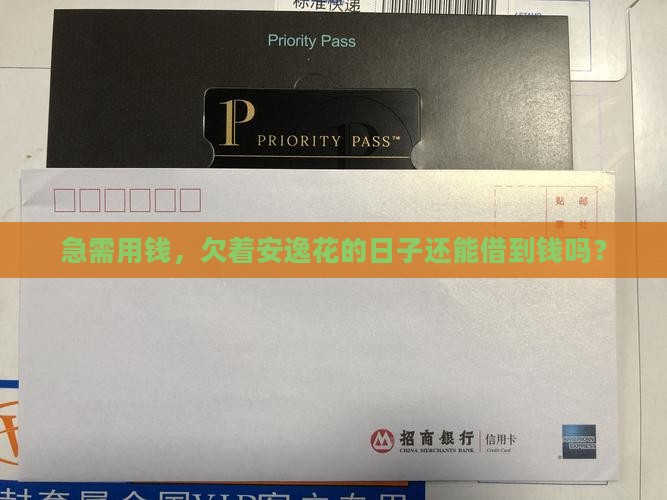 标准快递
Priority Pass
PRIORITY PASS™
贴 邮
票 处
急需用钱，欠着安逸花的日子还能借到钱吗？
招商银行 信用卡
CHINA MERCHANTS BANK Credit Card
AMERICAN
EXPRESS